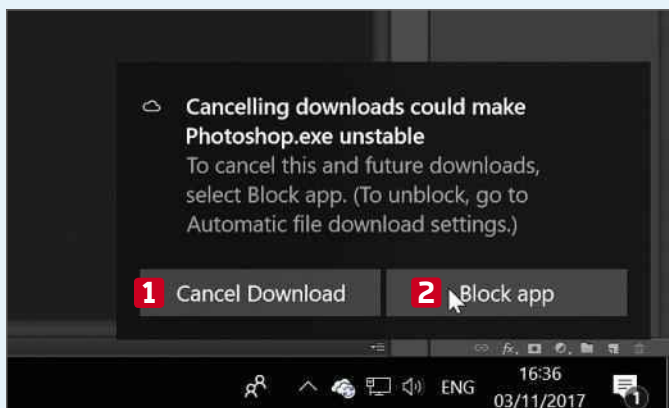 Cancelling downloads could make
Photoshop.exe unstable
To cancel this and future downloads,
select Block app. (To unblock, go to
Automatic file download settings.)
1 Cancel Download
2 Block app
fx
ENG
16:36
03/11/2017
1